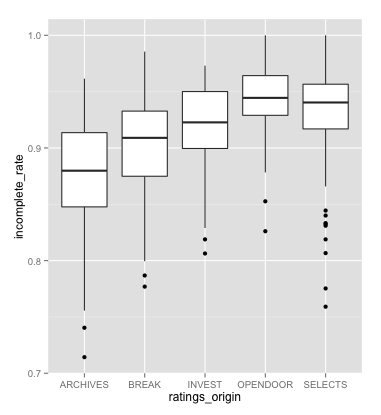 incomplete_rate
1.0
0.9
0.8
0.7
ARCHIVES BREAK INVEST OPENDOOR SELECTS
ratings_origin